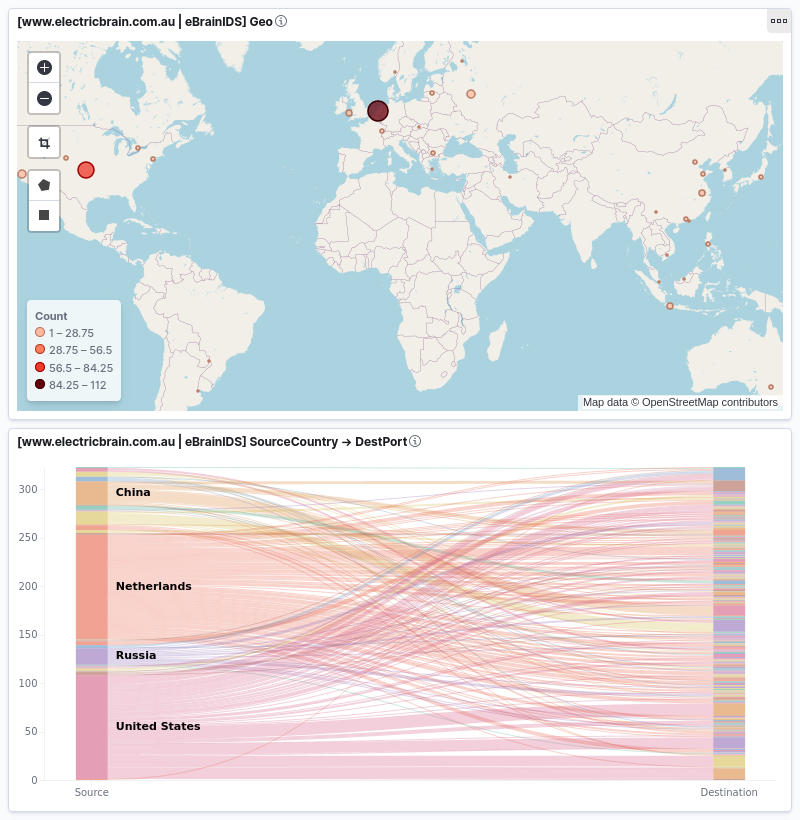 [www.electricbrain.com.au | eBrainIDS] Geo
Count
1 – 28.75
28.75 – 56.5
56.5 – 84.25
84.25 – 112
Map data © OpenStreetMap contributors
[www.electricbrain.com.au | eBrainIDS] SourceCountry → DestPort
300
250
200
150
100
50
0
China
Netherlands
Russia
United States
Source
Destination